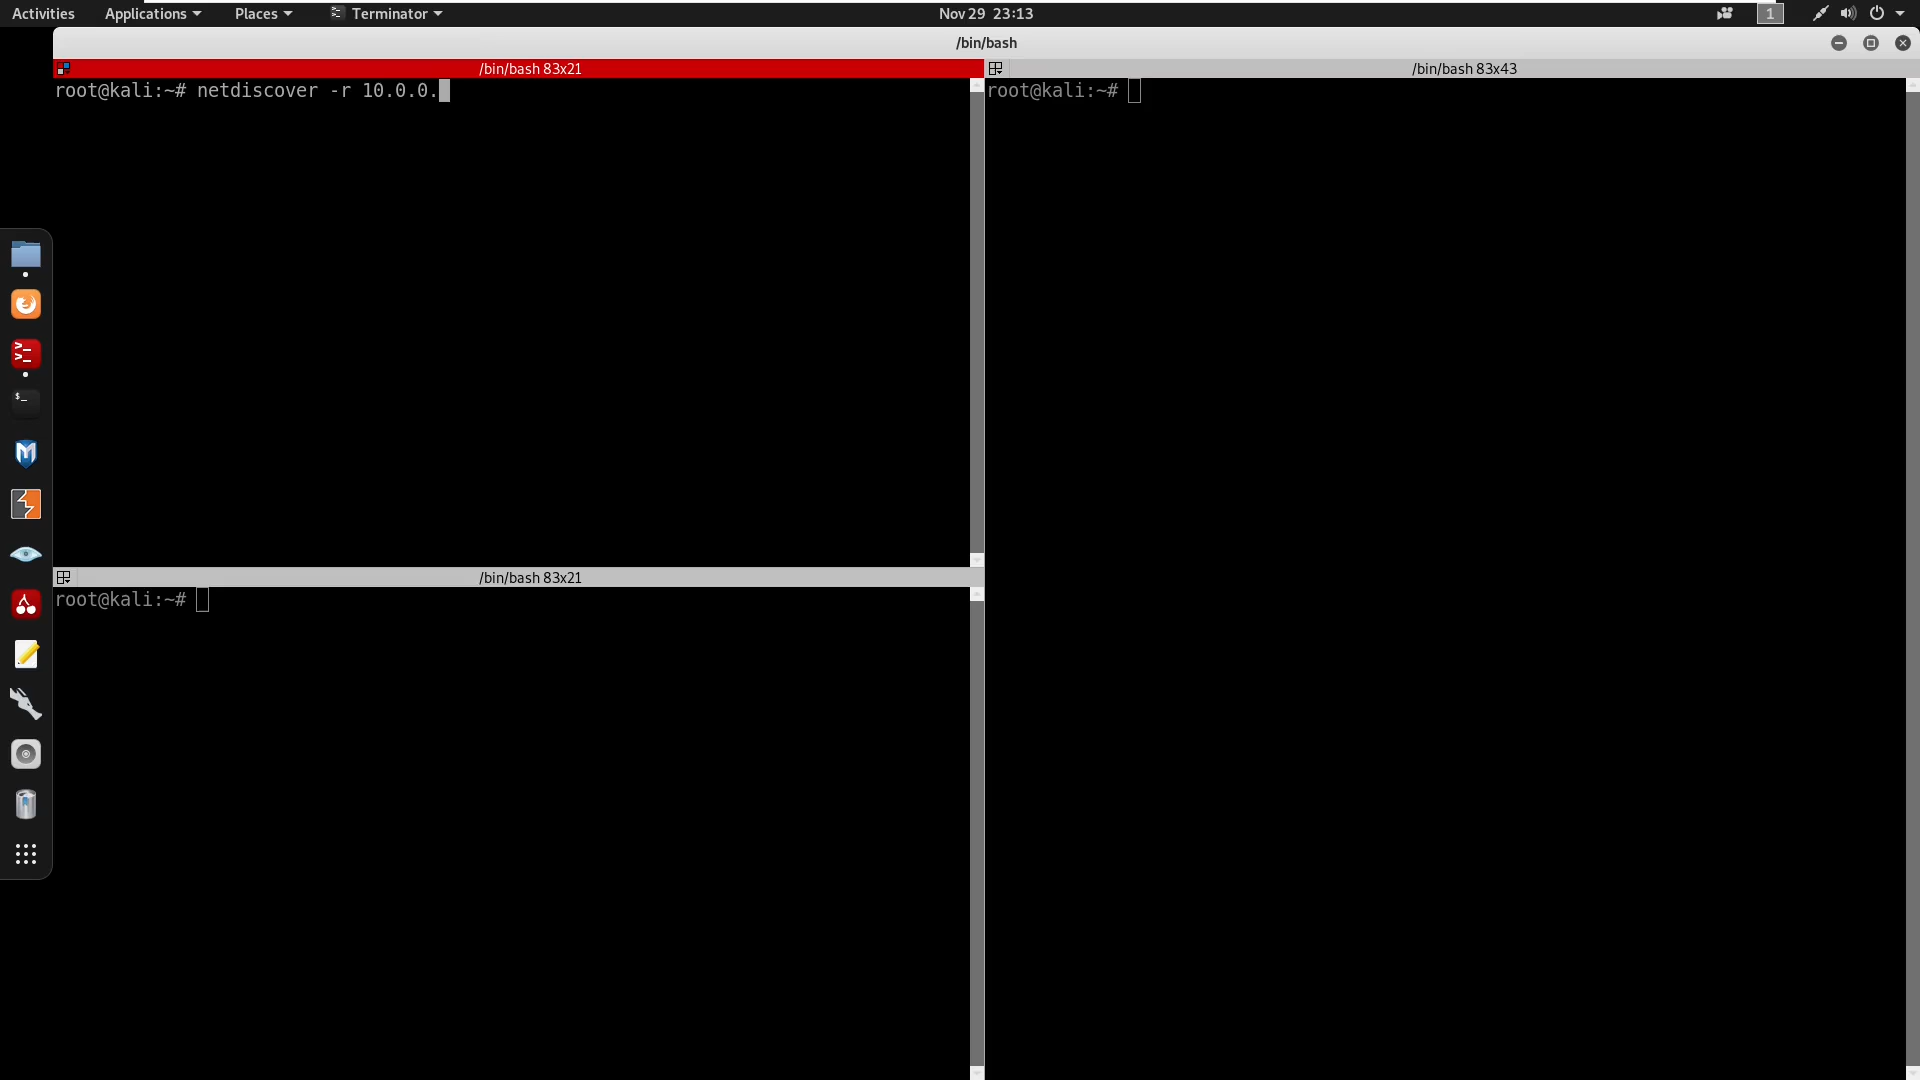 Activities Applications Places Terminator Nov 29 23:13 1
/bin/bash
/bin/bash 83x21
root@kali:~# netdiscover -r 10.0.0.
/bin/bash 83x43
root@kali:~#
/bin/bash 83x21
root@kali:~#